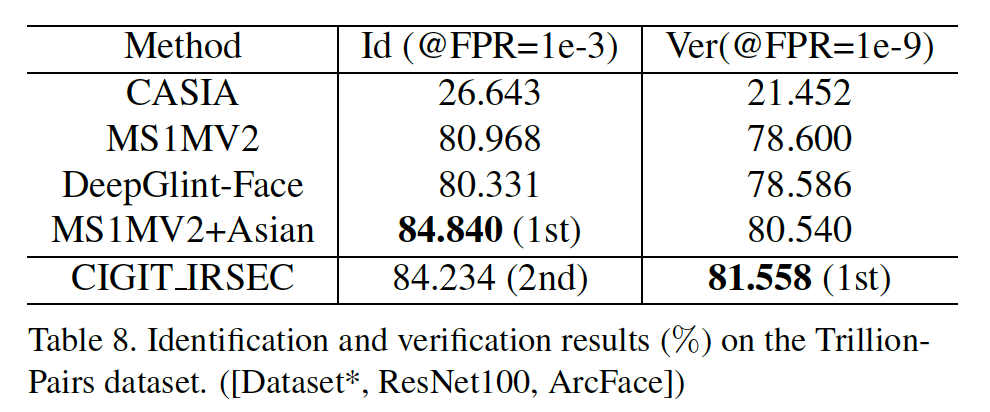 Method Id (@FPR=1e-3) Ver(@FPR=1e-9)
CASIA 26.643 21.452
MS1MV2 80.968 78.600
DeepGlint-Face 80.331 78.586
MS1MV2+Asian 84.840 (1st) 80.540
CIGIT_IRSEC 84.234 (2nd) 81.558 (1st)
Table 8. Identification and verification results (%) on the Trillion-
Pairs dataset. ([Dataset*, ResNet100, ArcFace])